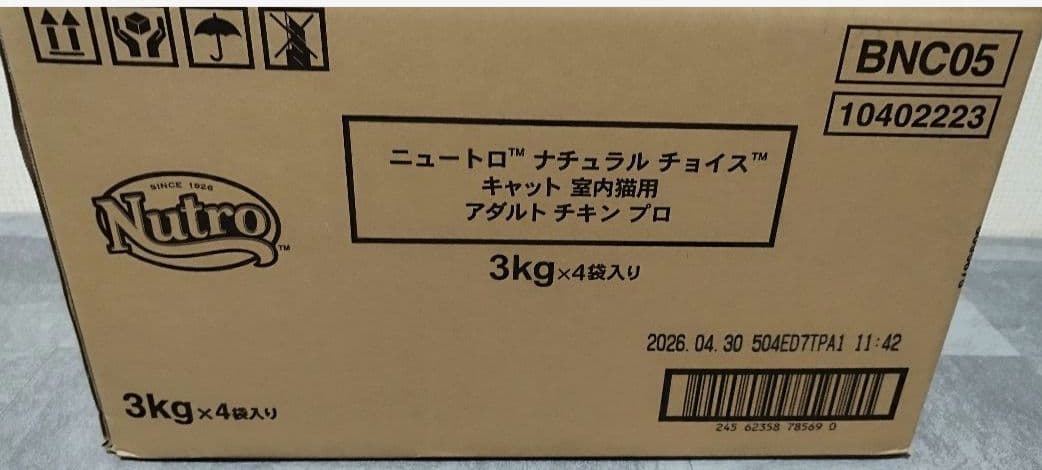 BNC05
10402223
ニュートロ™ ナチュラル チョイス™
キャット 室内猫用
アダルト チキン プロ
SINCE 1926
Nutro™
3kg×4袋入り
2026.04.30 504ED7TPA1 11:42
3kg×4袋入り
245 62358 78569 0